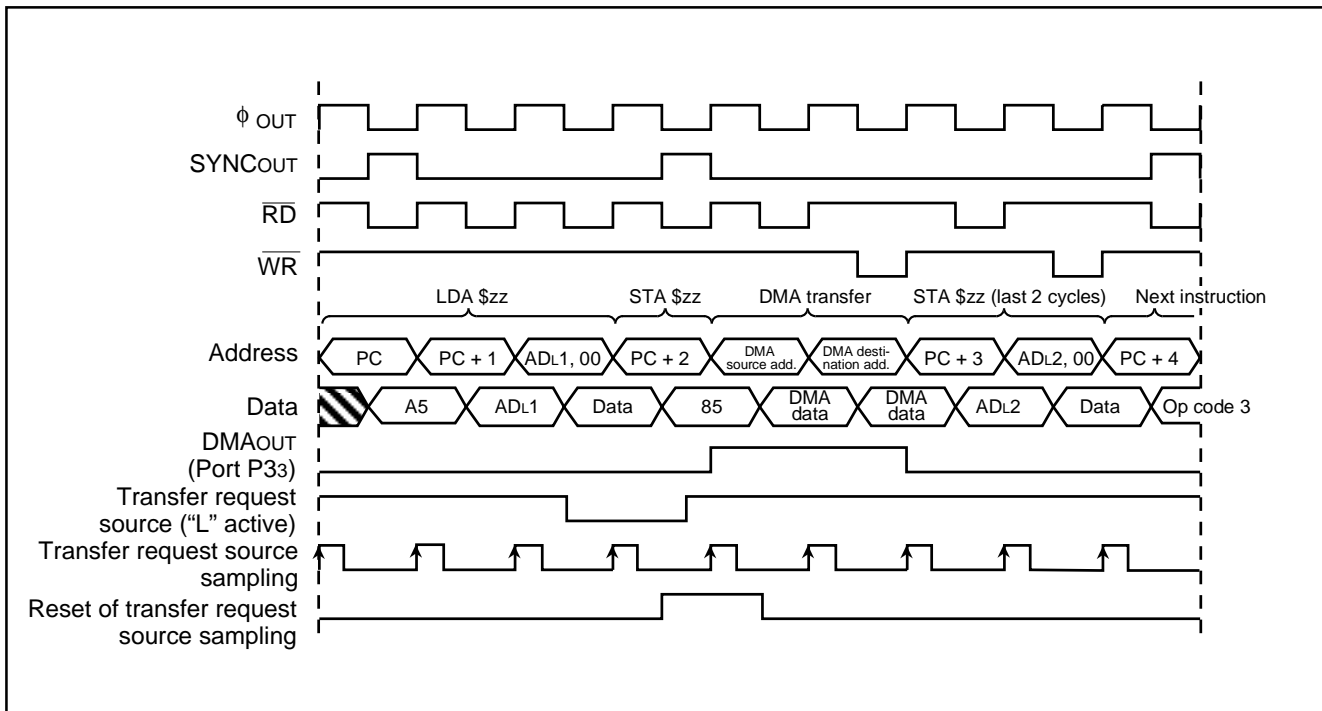 ϕ OUT
SYNCOUT
RD
WR
LDA $zz STA $zz DMA transfer STA $zz (last 2 cycles) Next instruction
Address PC PC + 1 ADL1, 00 PC + 2 DMA source add. DMA desti-nation add. PC + 3 ADL2, 00 PC + 4
Data A5 ADL1 Data 85 DMA data DMA data ADL2 Data Op code 3
DMAOUT
(Port P33)
Transfer request
source (“L” active)
Transfer request source
sampling
Reset of transfer request
source sampling